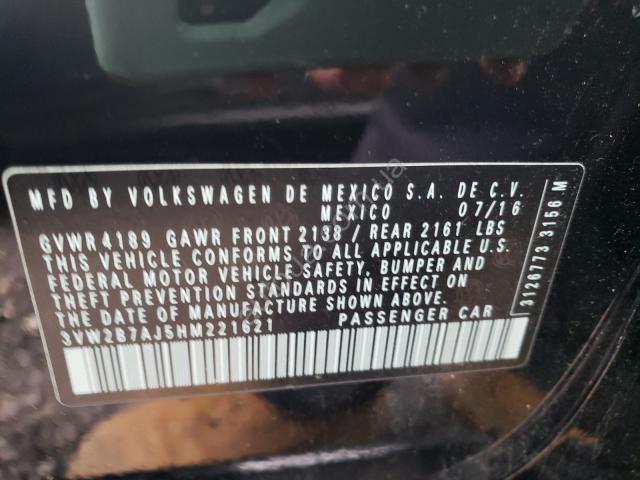 MFD BY VOLKSWAGEN DE MEXICO S.A. DE C.V.
MEXICO 07/16
GVWR 4189 GAWR FRONT 2138 / REAR 2161 LBS
THIS VEHICLE CONFORMS TO ALL APPLICABLE U.S.
FEDERAL MOTOR VEHICLE SAFETY, BUMPER AND
THEFT PREVENTION STANDARDS IN EFFECT ON
THE DATE OF MANUFACTURE SHOWN ABOVE.
3VW2B7AJ5HM221621 PASSENGER CAR
3120773 3156 M